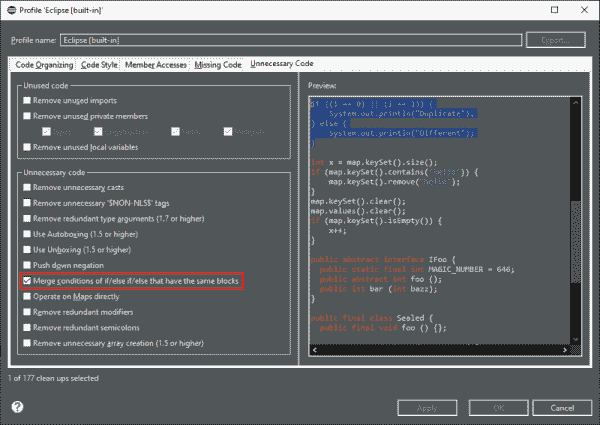 Profile 'Eclipse [built-in]'
Profile name: Eclipse [built-in] Export...
Code Organizing Code Style Member Accesses Missing Code Unnecessary Code
Unused code
Remove unused imports
Remove unused private members
Types Constructors Fields Methods
Remove unused local variables
Unnecessary code
Remove unnecessary casts
Remove unnecessary '$NON-NLS$' tags
Remove redundant type arguments (1.7 or higher)
Use Autoboxing (1.5 or higher)
Use Unboxing (1.5 or higher)
Push down negation
Merge conditions of if/else if/else that have the same blocks
Operate on Maps directly
Remove redundant modifiers
Remove redundant semicolons
Remove unnecessary array creation (1.5 or higher)
Preview:
if ((i == 0) || (i == 1)) {
System.out.println("Duplicate");
} else {
System.out.println("Different");
}
int x = map.keySet().size();
if (map.keySet().contains("hello")) {
map.keySet().remove("hello");
}
map.keySet().clear();
map.values().clear();
if (map.keySet().isEmpty()) {
x++;
}
public abstract interface IFoo {
public static final int MAGIC_NUMBER = 646;
public abstract int foo ();
public int bar (int bazz);
}
public final class Sealed {
public final void foo () {};
1 of 177 clean ups selected
Apply OK Cancel